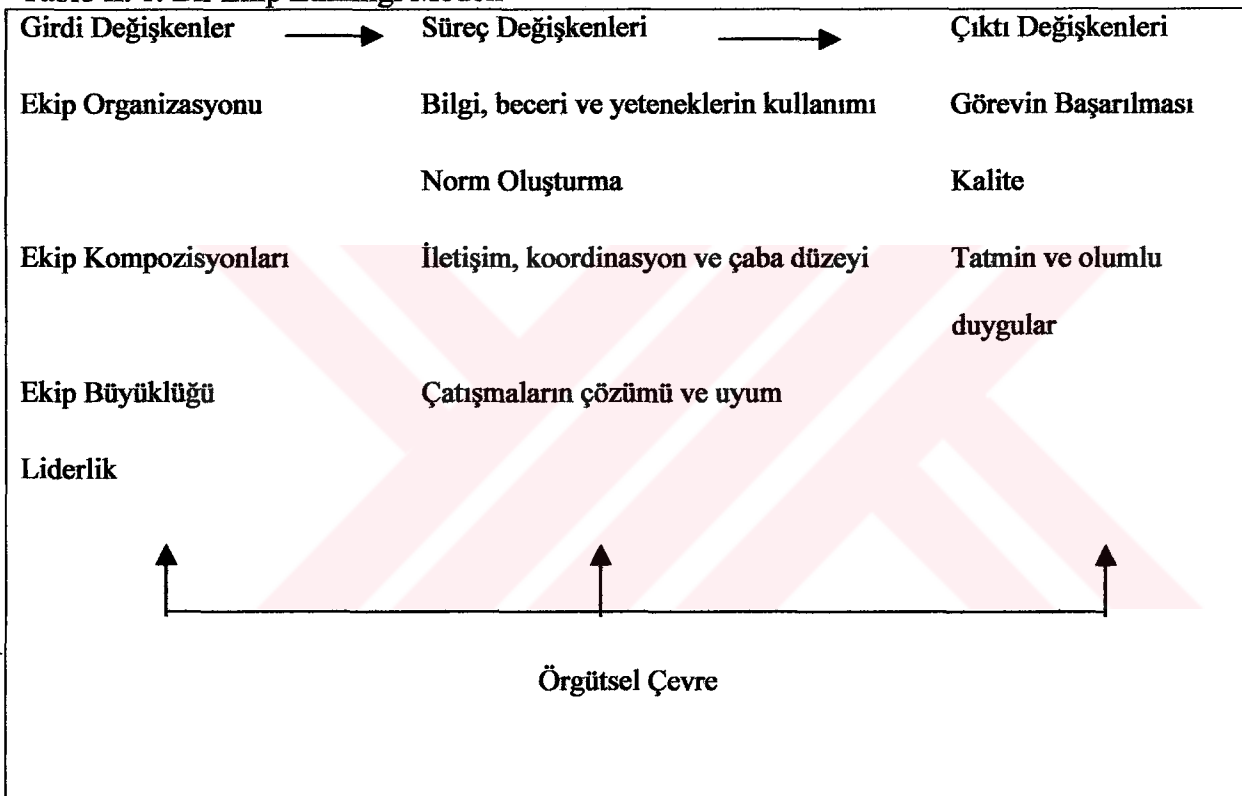 Girdi Değişkenler Süreç Değişkenleri Çıktı Değişkenleri
Ekip Organizasyonu Bilgi, beceri ve yeteneklerin kullanımı Görevin Başarılması
Norm Oluşturma Kalite
Ekip Kompozisyonları İletişim, koordinasyon ve çaba düzeyi Tatmin ve olumlu
duygular
Ekip Büyüklüğü Çatışmaların çözümü ve uyum
Liderlik
Örgütsel Çevre